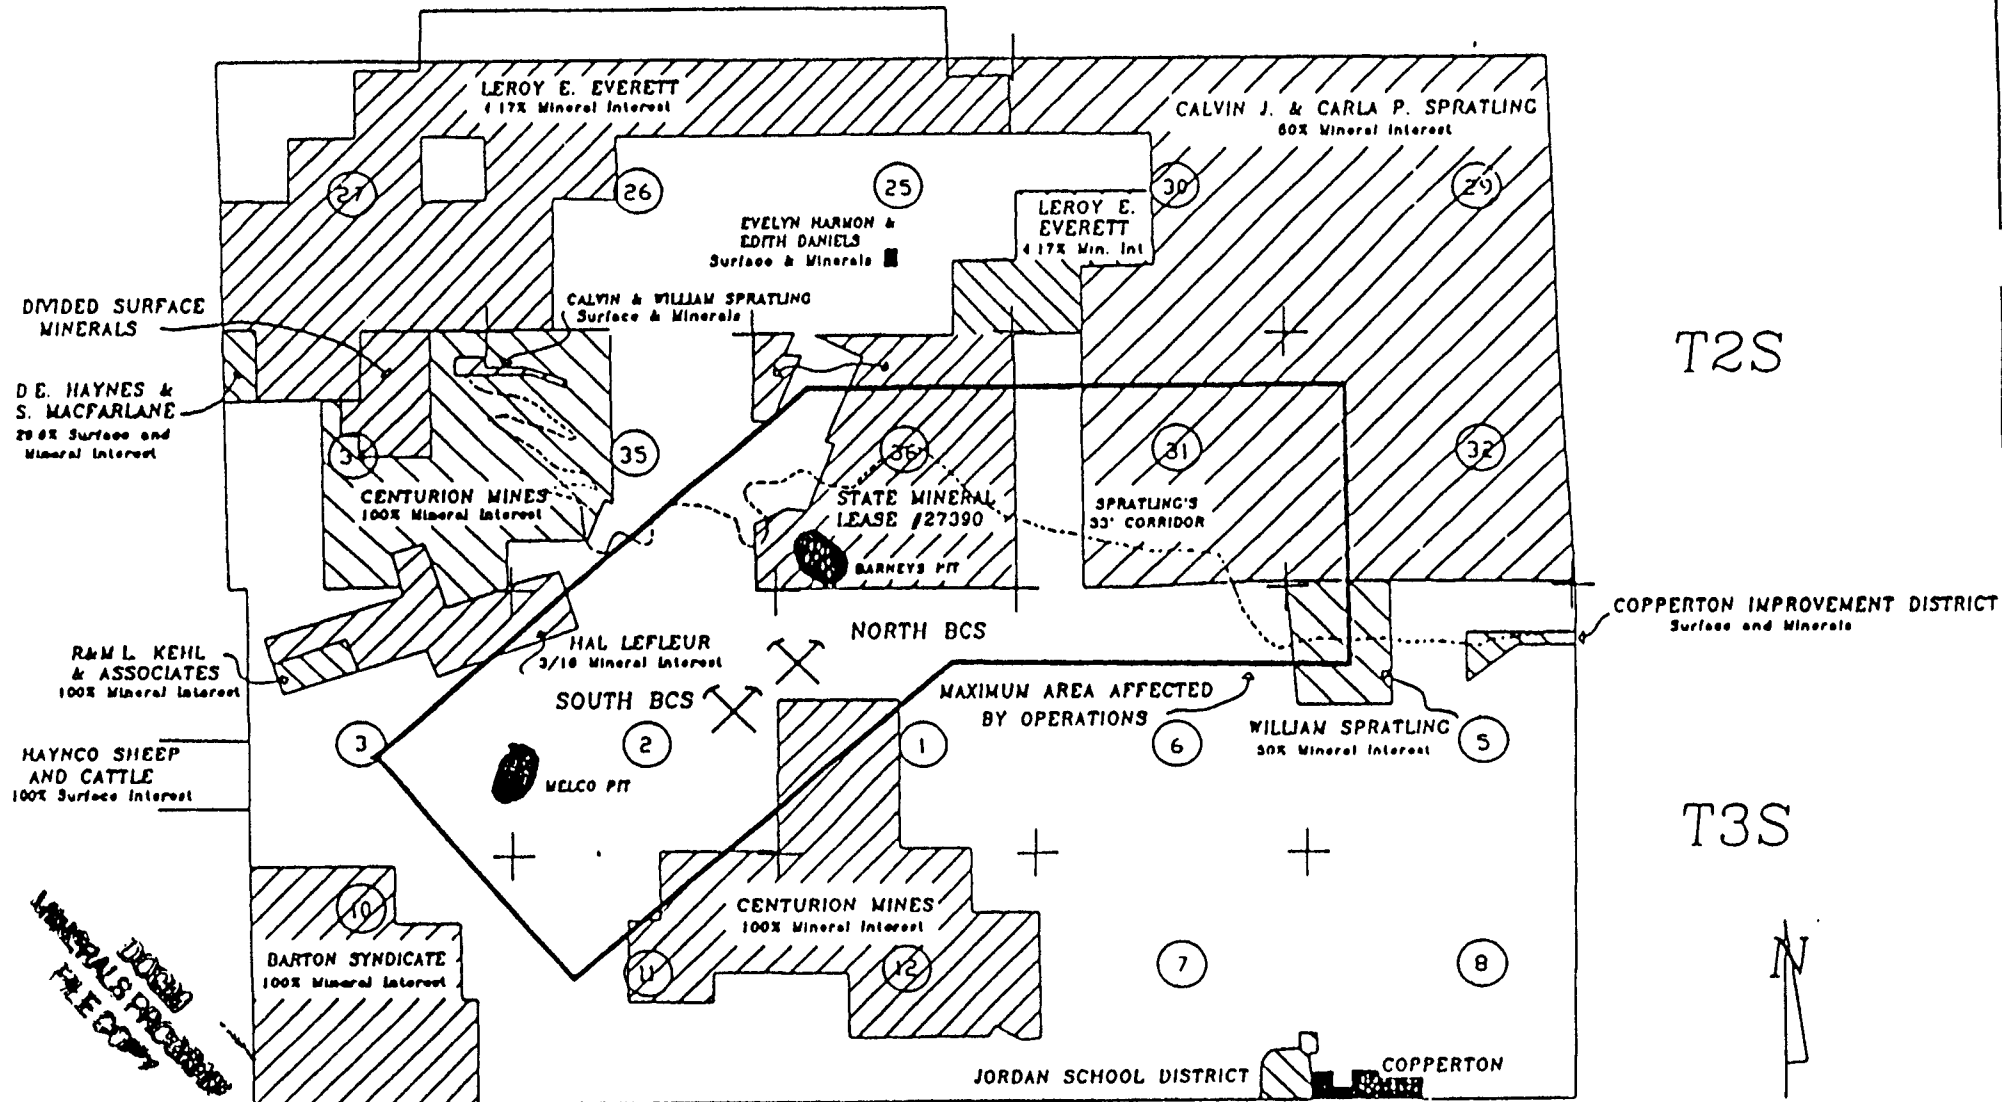 LEROY E. EVERETT
4.17% Mineral Interest
CALVIN J. & CARLA P. SPRATLING
60% Mineral Interest
27
26
25
30
29
EVELYN HARMON &
EDITH DANIELS
Surface & Minerals
LEROY E.
EVERETT
4.17% Min. Int
DIVIDED SURFACE
MINERALS
CALVIN & WILLIAM SPRATLING
Surface & Minerals
T2S
D E. HAYNES &
S. MACFARLANE
Surface and
Mineral Interest
3
35
36
31
32
CENTURION MINES
100% Mineral Interest
STATE MINERAL
LEASE #27390
SPRATLING'S
33' CORRIDOR
BARNEYS PIT
COPPERTON IMPROVEMENT DISTRICT
Surface and Minerals
NORTH BCS
HAL LEFLEUR
3/16 Mineral Interest
R&M L. KEHL
& ASSOCIATES
100% Mineral Interest
SOUTH BCS
MAXIMUM AREA AFFECTED
BY OPERATIONS
WILLIAM SPRATLING
50% Mineral Interest
3
2
1
6
5
HAYNCO SHEEP
AND CATTLE
100% Surface Interest
MELCO PIT
T3S
10
CENTURION MINES
100% Mineral Interest
BARTON SYNDICATE
100% Mineral Interest
11
12
7
8
N
DOGM
MINERALS PROGRAM
FILE COPY
JORDAN SCHOOL DISTRICT
COPPERTON